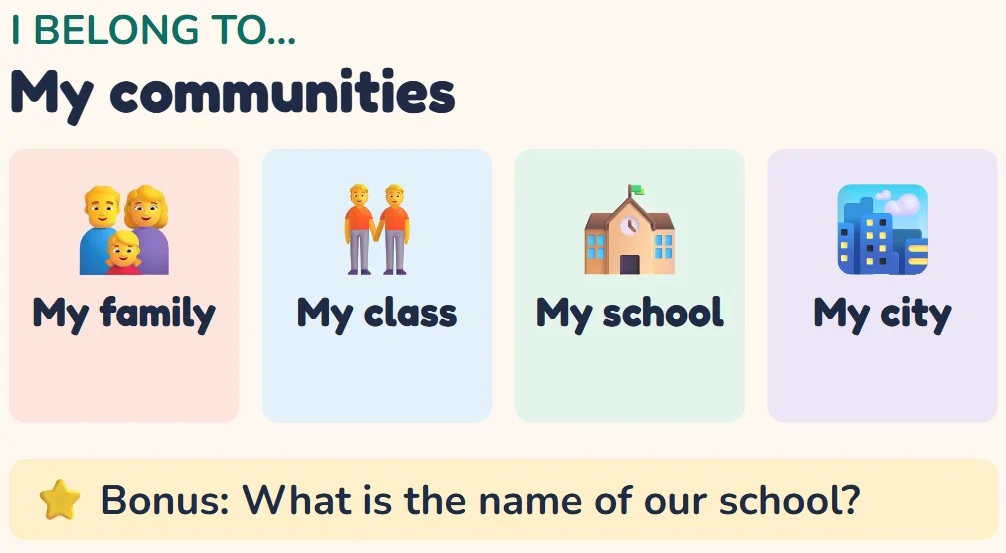 I BELONG TO...
My communities
My family
My class
My school
My city
Bonus: What is the name of our school?